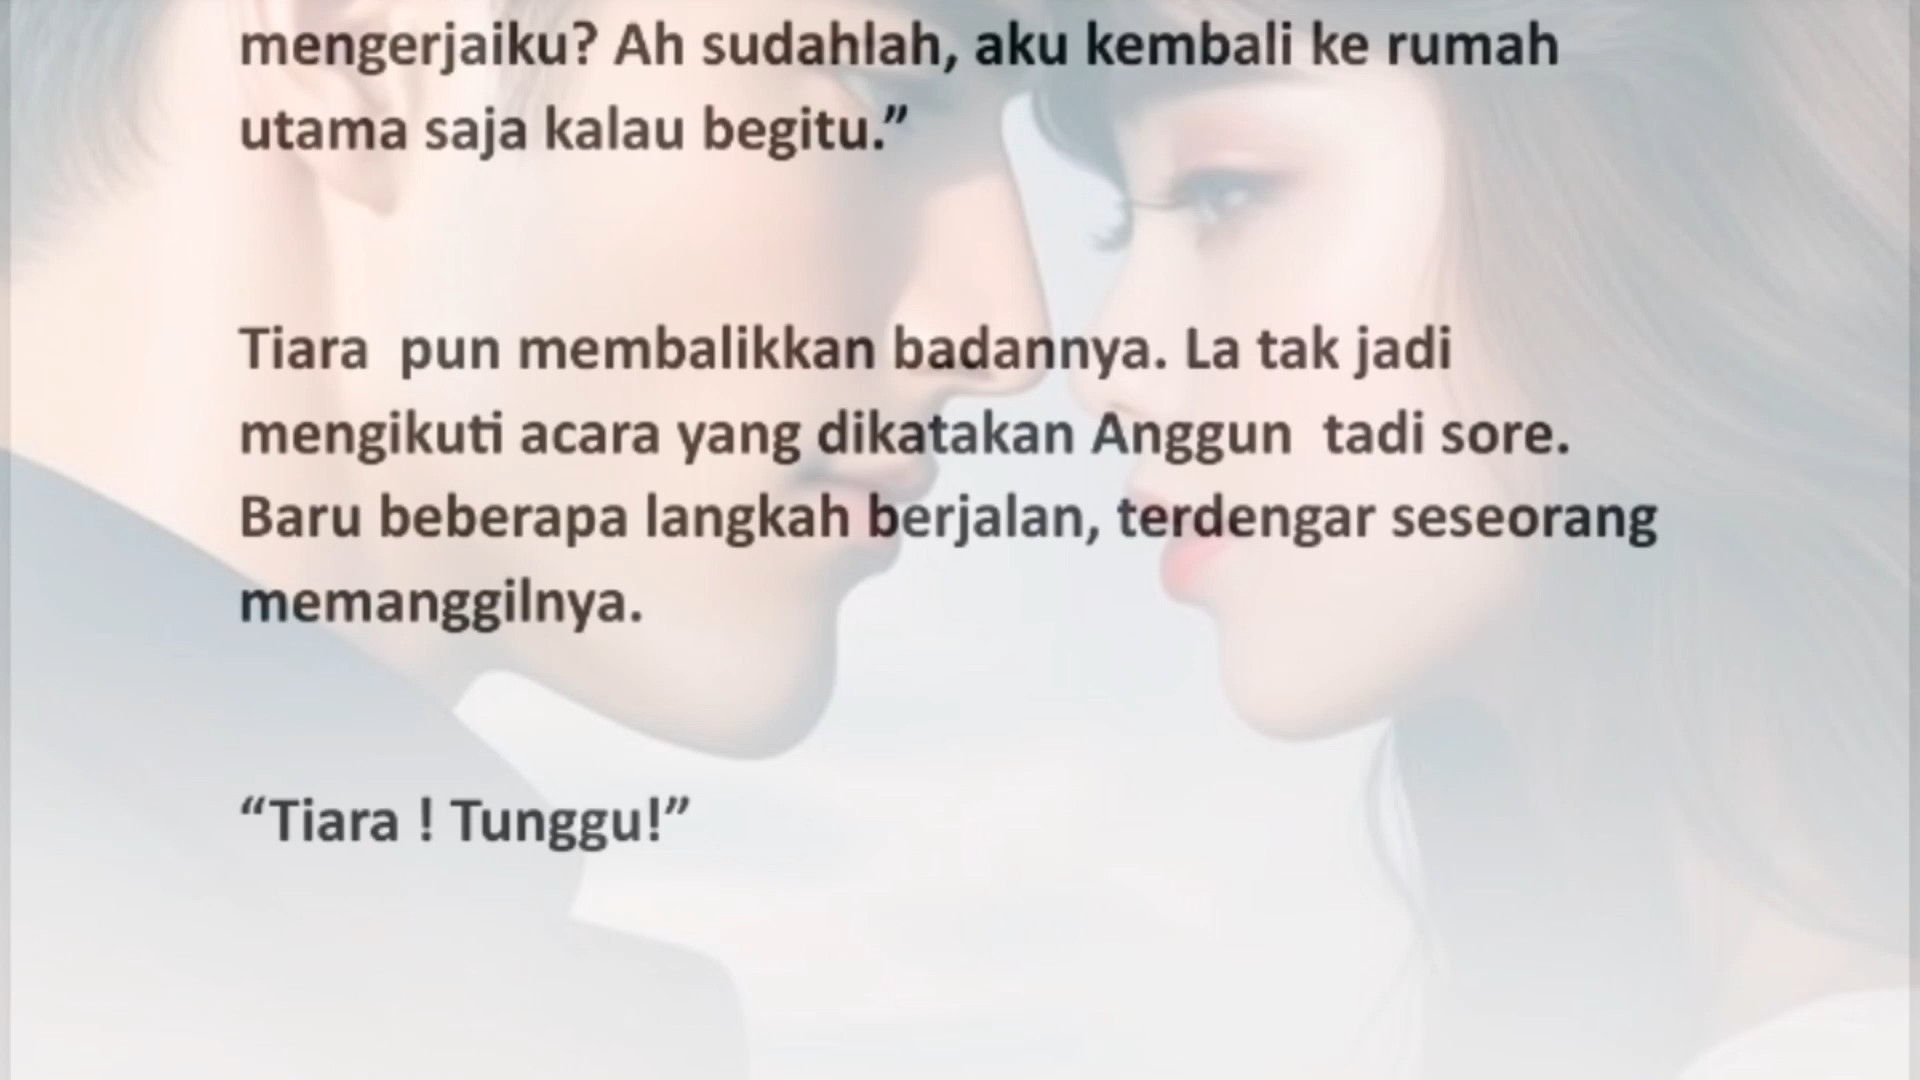 mengerjaiku? Ah sudahlah, aku kembali ke rumah
utama saja kalau begitu.”
Tiara  pun membalikkan badannya. La tak jadi
mengikuti acara yang dikatakan Anggun  tadi sore.
Baru beberapa langkah berjalan, terdengar seseorang
memanggilnya.
“Tiara ! Tunggu!”